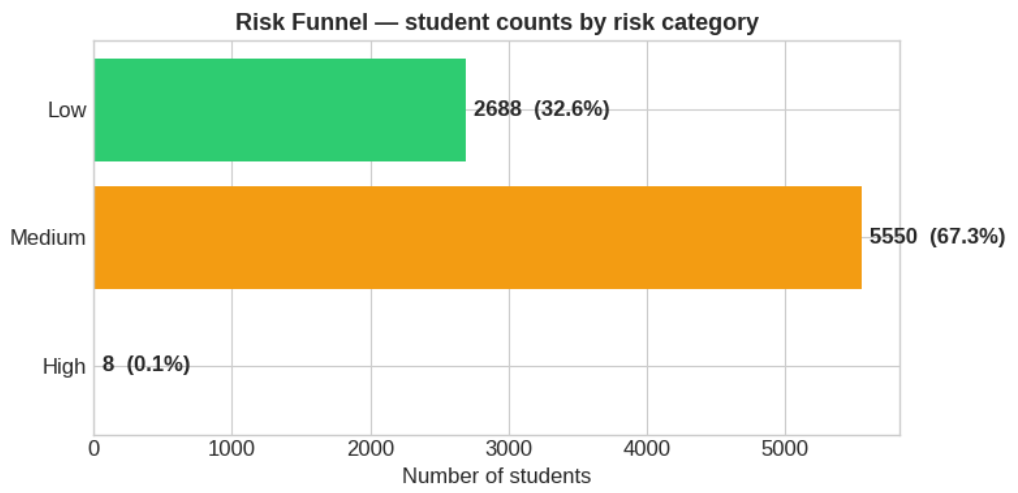 Risk Funnel — student counts by risk category
Low
2688 (32.6%)
Medium
5550 (67.3%)
High
8 (0.1%)
0 1000 2000 3000 4000 5000
Number of students